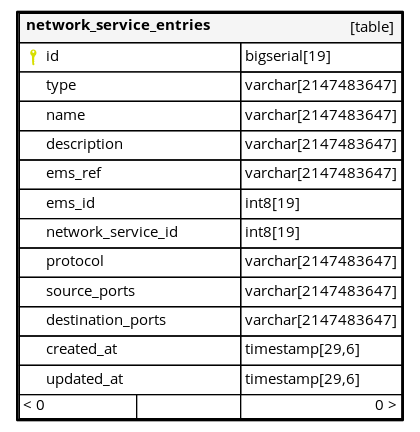 network_service_entries [table]
id bigserial[19]
type varchar[2147483647]
name varchar[2147483647]
description varchar[2147483647]
ems_ref varchar[2147483647]
ems_id int8[19]
network_service_id int8[19]
protocol varchar[2147483647]
source_ports varchar[2147483647]
destination_ports varchar[2147483647]
created_at timestamp[29,6]
updated_at timestamp[29,6]
< 0 0 >